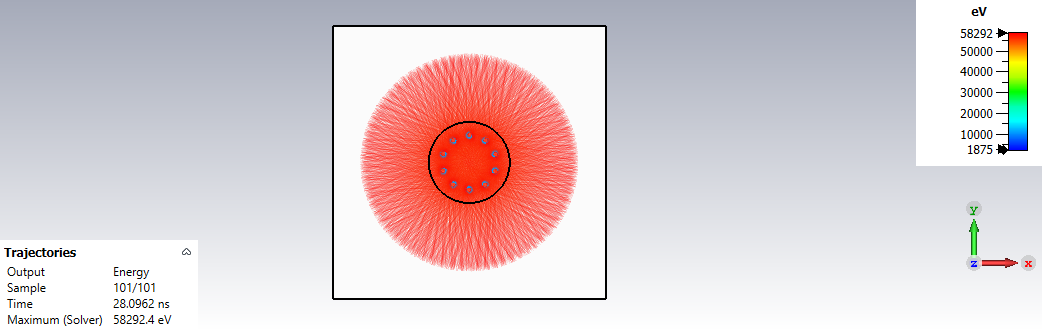 eV
58292
50000
40000
30000
20000
10000
1875
y
z x
Trajectories
Output Energy
Sample 101/101
Time 28.0962 ns
Maximum (Solver) 58292.4 eV